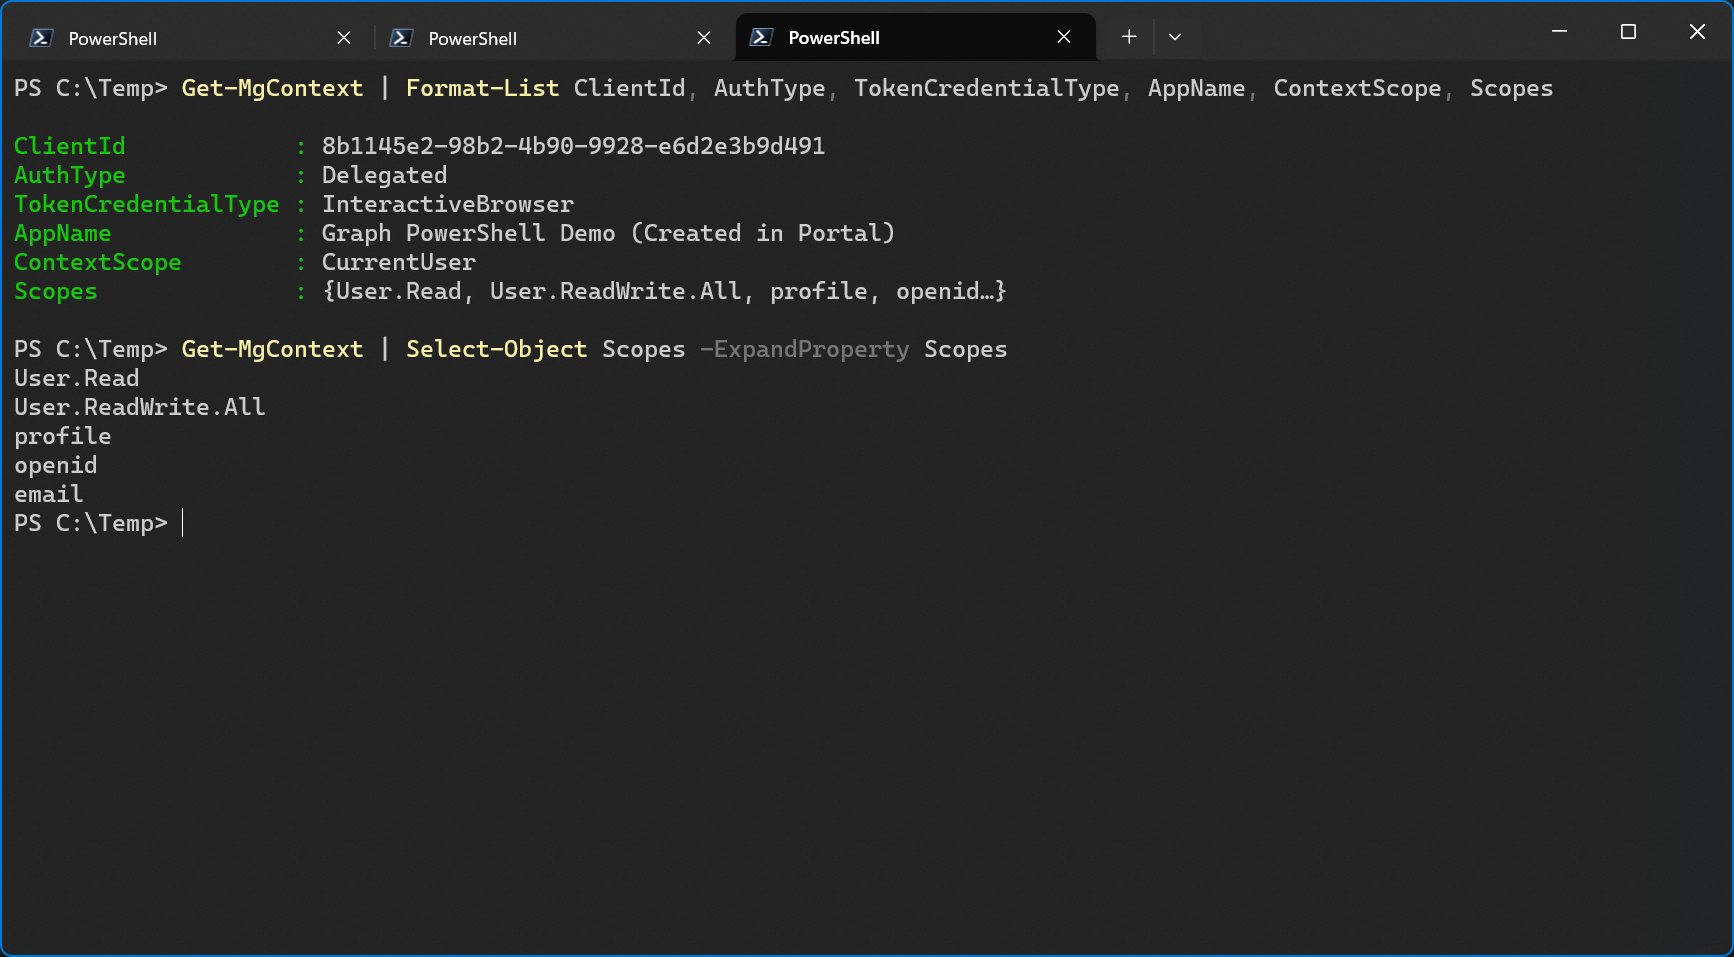 PowerShell
PowerShell
PowerShell
PS C:\Temp> Get-MgContext | Format-List ClientId, AuthType, TokenCredentialType, AppName, ContextScope, Scopes
ClientId            : 8b1145e2-98b2-4b90-9928-e6d2e3b9d491
AuthType            : Delegated
TokenCredentialType : InteractiveBrowser
AppName             : Graph PowerShell Demo (Created in Portal)
ContextScope        : CurrentUser
Scopes              : {User.Read, User.ReadWrite.All, profile, openid…}
PS C:\Temp> Get-MgContext | Select-Object Scopes -ExpandProperty Scopes
User.Read
User.ReadWrite.All
profile
openid
email
PS C:\Temp>